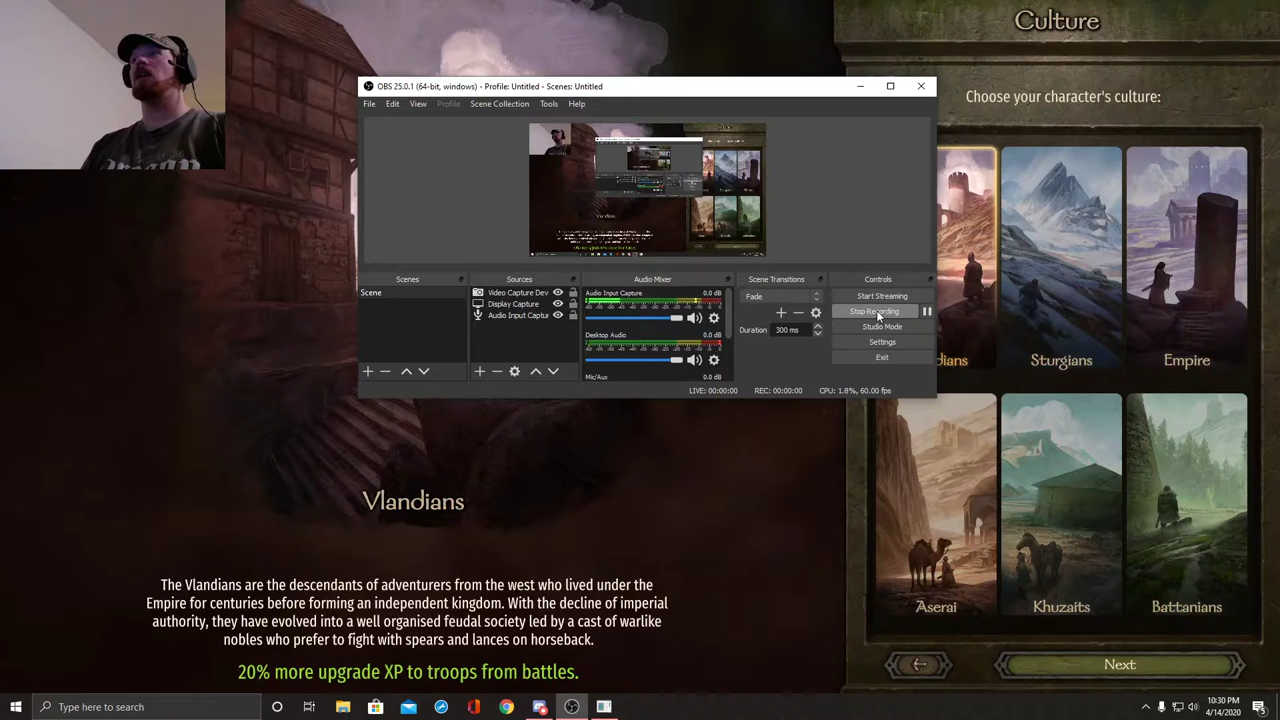 Culture
Choose your character's culture:
OBS 25.0.1 (64-bit, windows) - Profile: Untitled - Scenes: Untitled
File Edit View Profile Scene Collection Tools Help
Scenes
Scene
Sources
Video Capture Dev
Display Capture
Audio Input Captur
Audio Mixer
Audio Input Capture 0.0 dB
Desktop Audio 0.0 dB
Mic/Aux 0.0 dB
Scene Transitions
Fade
Duration 300 ms
Controls
Start Streaming
Stop Recording
Studio Mode
Settings
Exit
LIVE: 00:00:00 REC: 00:00:00 CPU: 1.8%, 60.00 fps
dians
Sturgians
Empire
Aserai
Khuzaits
Battanians
Vlandians
The Vlandians are the descendants of adventurers from the west who lived under the
Empire for centuries before forming an independent kingdom. With the decline of imperial
authority, they have evolved into a well organised feudal society led by a cast of warlike
nobles who prefer to fight with spears and lances on horseback.
20% more upgrade XP to troops from battles.
Next
Type here to search
10:30 PM
4/14/2020